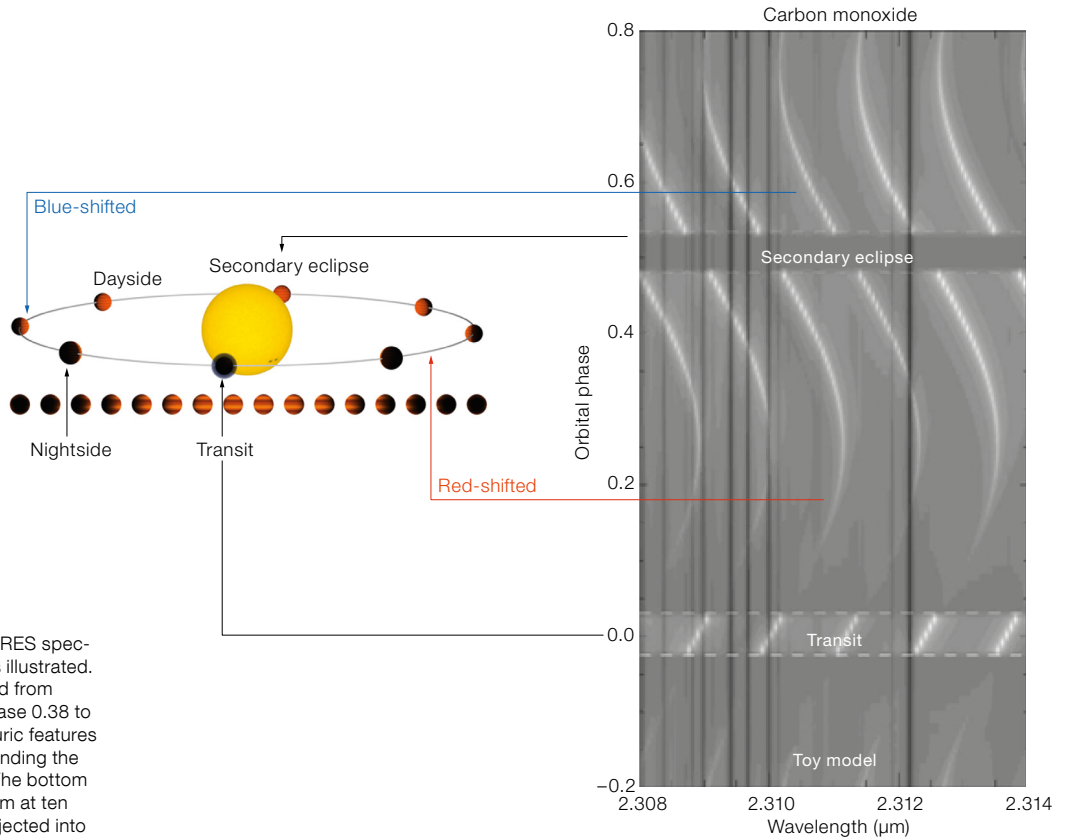 Carbon monoxide
0.8
0.6
Blue-shifted
Secondary eclipse
Secondary eclipse
Dayside
0.4
Orbital phase
Nightside
Transit
Red-shifted
0.2
0.0
Transit
Toy model
−0.2
2.308
2.310
2.312
2.314
Wavelength (μm)
RES spec-
s illustrated.
d from
ase 0.38 to
uric features
nding the
The bottom
m at ten
jected into